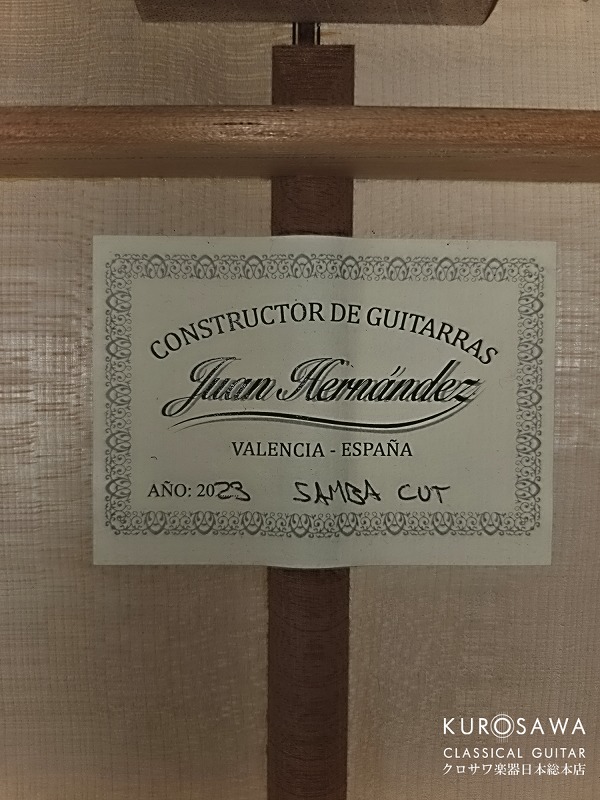 CONSTRUCTOR DE GUITARRAS
Juan Hernández
VALENCIA - ESPAÑA
AÑO: 2023 SAMBA CUT
KUROSAWA
CLASSICAL GUITAR
クロサワ楽器日本総本店